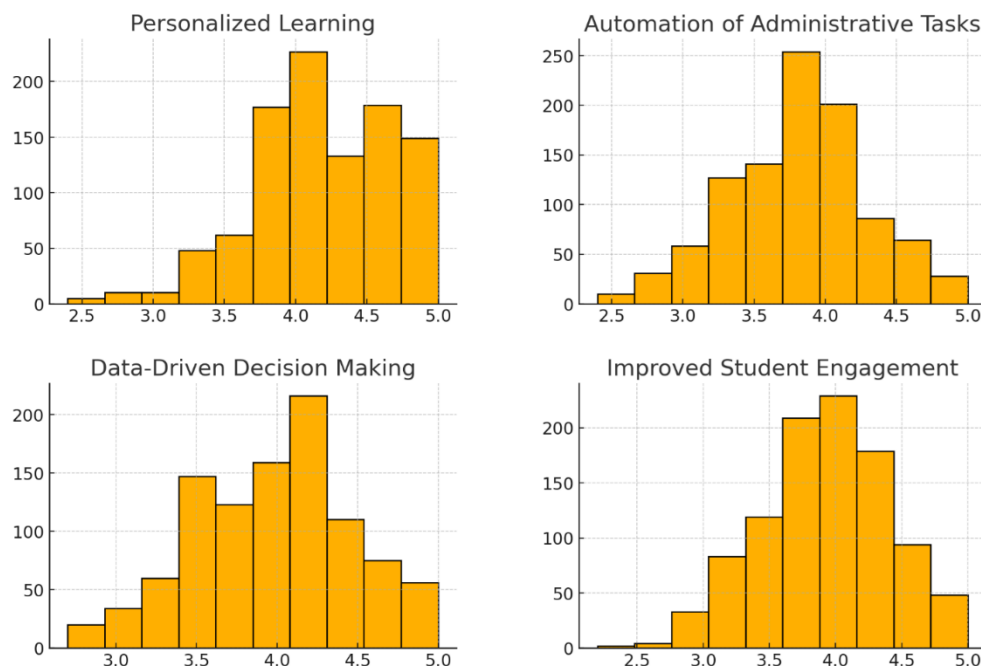 Personalized Learning
200
150
100
50
0
2.5 3.0 3.5 4.0 4.5 5.0
Automation of Administrative Tasks
250
200
150
100
50
0
2.5 3.0 3.5 4.0 4.5 5.0
Data-Driven Decision Making
200
150
100
50
0
3.0 3.5 4.0 4.5 5.0
Improved Student Engagement
200
150
100
50
0
2.5 3.0 3.5 4.0 4.5 5.0